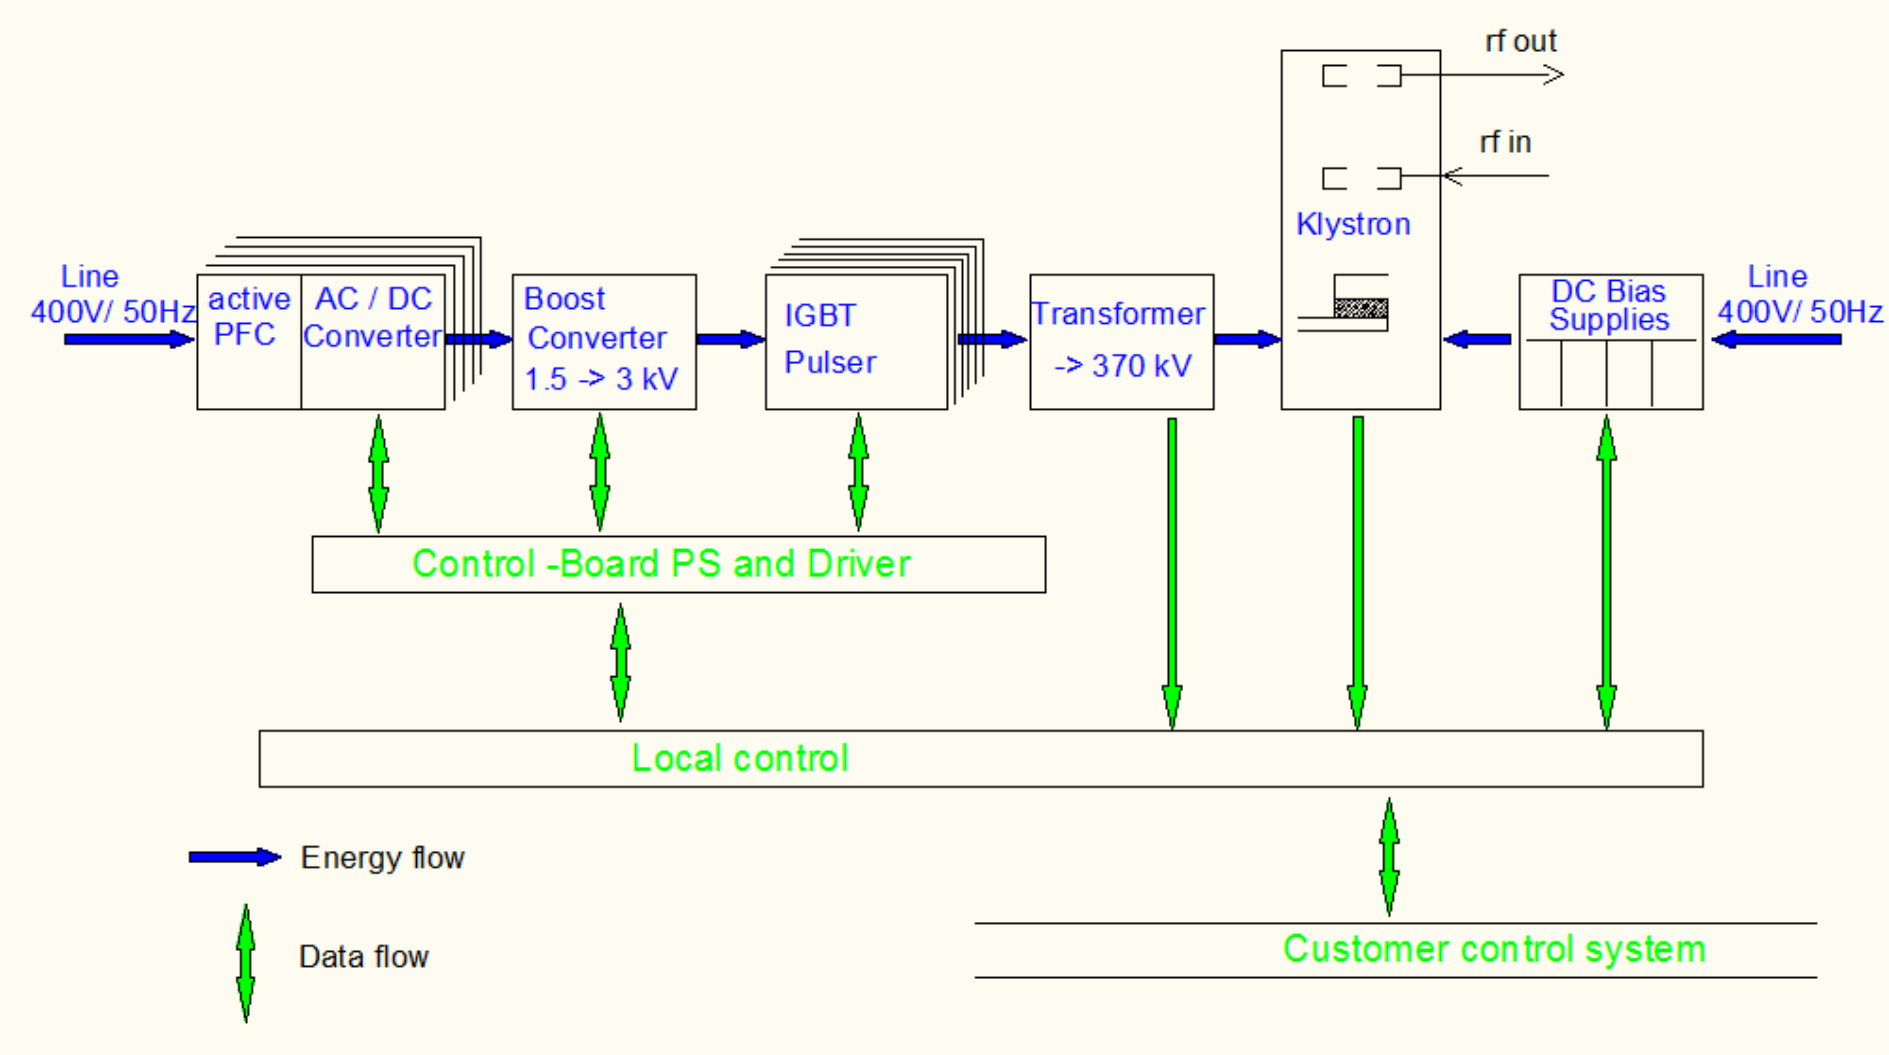 rf out
rf in
Klystron
Line
400V/ 50Hz
active
PFC
AC / DC
Converter
Boost
Converter
1.5 -> 3 kV
IGBT
Pulser
Transformer
-> 370 kV
DC Bias
Supplies
Line
400V/ 50Hz
Control -Board PS and Driver
Local control
Energy flow
Data flow
Customer control system